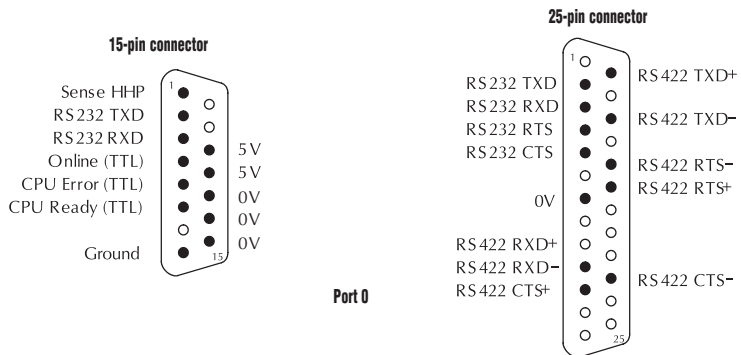 25-pin connector
15-pin connector
1
Sense HHP
RS232 TXD
RS232 RXD
Online (TTL)
CPU Error (TTL)
CPU Ready (TTL)
Ground
5V
5V
0V
0V
0V
15
Port 0
1
RS232 TXD
RS232 RXD
RS232 RTS
RS232 CTS
0V
RS422 RXD+
RS422 RXD−
RS422 CTS+
RS422 TXD+
RS422 TXD−
RS422 RTS−
RS422 RTS+
RS422 CTS−
25